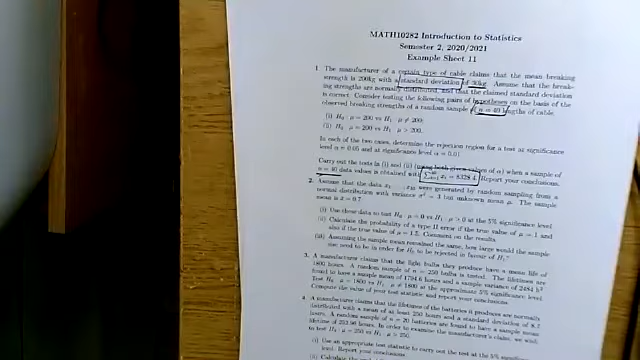 MATH10282 Introduction to Statistics
Semester 2, 2020/2021
Example Sheet 11
1. The manufacturer of a certain type of cable claims that the mean breaking
strength is 200kg with a standard deviation of 30kg. Assume that the break-
ing strengths are normally distributed, and that the claimed standard deviation
is correct. Consider testing the following pairs of hypotheses on the basis of the
observed breaking strengths of a random sample of n = 40 lengths of cable.
(i) H₀ : μ = 200 vs H₁ : μ ≠ 200;
(ii) H₀ : μ = 200 vs H₁ : μ > 200.
In each of the two cases, determine the rejection region for a test at significance
level α = 0.05 and at significance level α = 0.01.
Carry out the tests in (i) and (ii) (using both given values of α) when a sample of
n = 40 data values is obtained with xᵢ = 8328.4. Report your conclusions.
2. Assume that the data x₁, were generated by random sampling from a
normal distribution with variance σ² = but unknown mean μ. The sample
mean is x̄ = 0.7
(i) Use these data to test H₀ : μ = 0 vs H₁ : μ > 0 at the 5% significance level
(ii) Calculate the probability of a type II error if the true value of μ = 1 and
also if the true value of μ = 1.5. Comment on the results.
(iii) Assuming the sample mean remained the same, how large would the sample
size need to be in order for H₀ to be rejected in favour of H₁?
3. A manufacturer claims that the light bulbs they produce have a mean life of
1800 hours. A random sample of n = 250 bulbs is tested. The lifetimes are
found to have a sample mean of 1794.6 hours and a sample variance of 2484 h²
Test H₀ : μ = 1800 vs H₁ : μ ≠ 1800 at the approximate 5% significance level.
Compute the value of your test statistic and report your conclusions.
4. A manufacturer claims that the lifetimes of the batteries it produces are normally
distributed with a mean of at least 250 hours and a standard deviation of
hours. A random sample of n = 20 batteries are found to have a sample mean
lifetime of hours. In order to examine the manufacturer's claim, we wish
to test H₀ : μ = 250 vs H₁ : μ 250.
(i) Use an appropriate test statistic to carry out the test at the 5%
level. Report your conclusions.
(ii) Calculate the